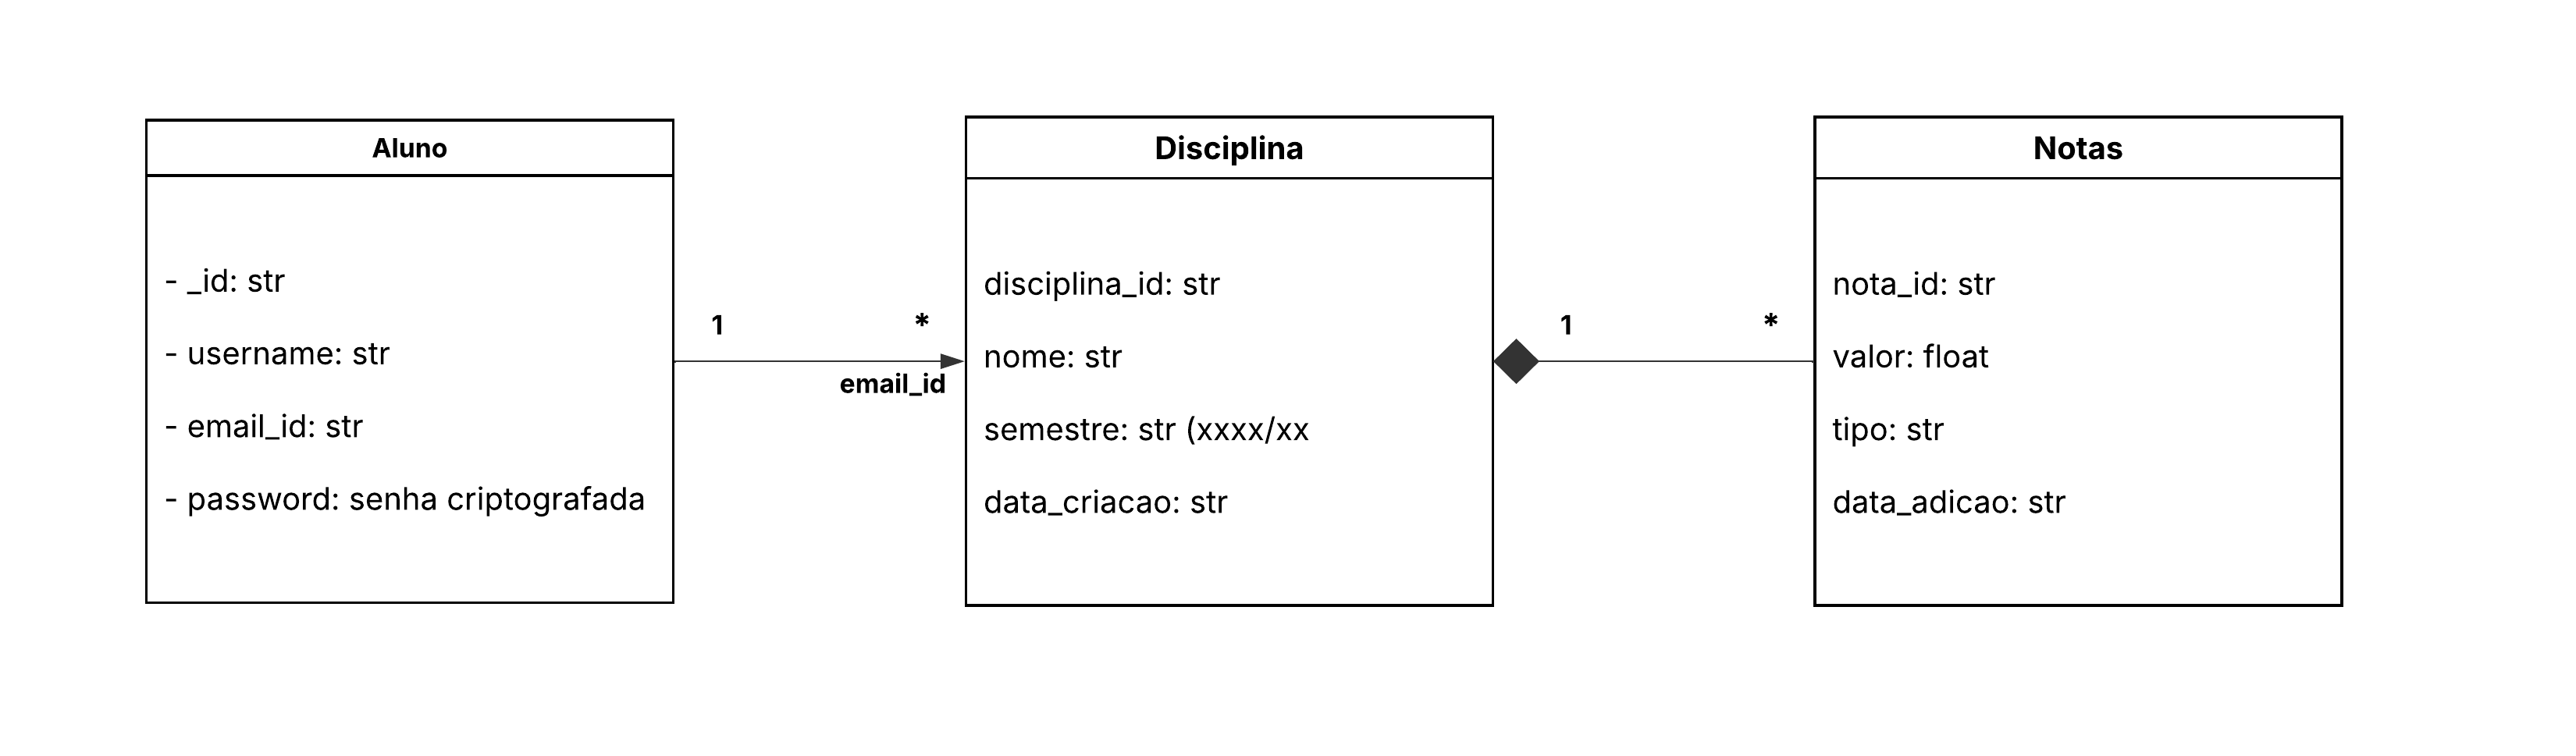 Aluno
- _id: str
- username: str
- email_id: str
- password: senha criptografada
1
*
email_id
Disciplina
disciplina_id: str
nome: str
semestre: str (xxxx/xx
data_criacao: str
1
*
Notas
nota_id: str
valor: float
tipo: str
data_adicao: str